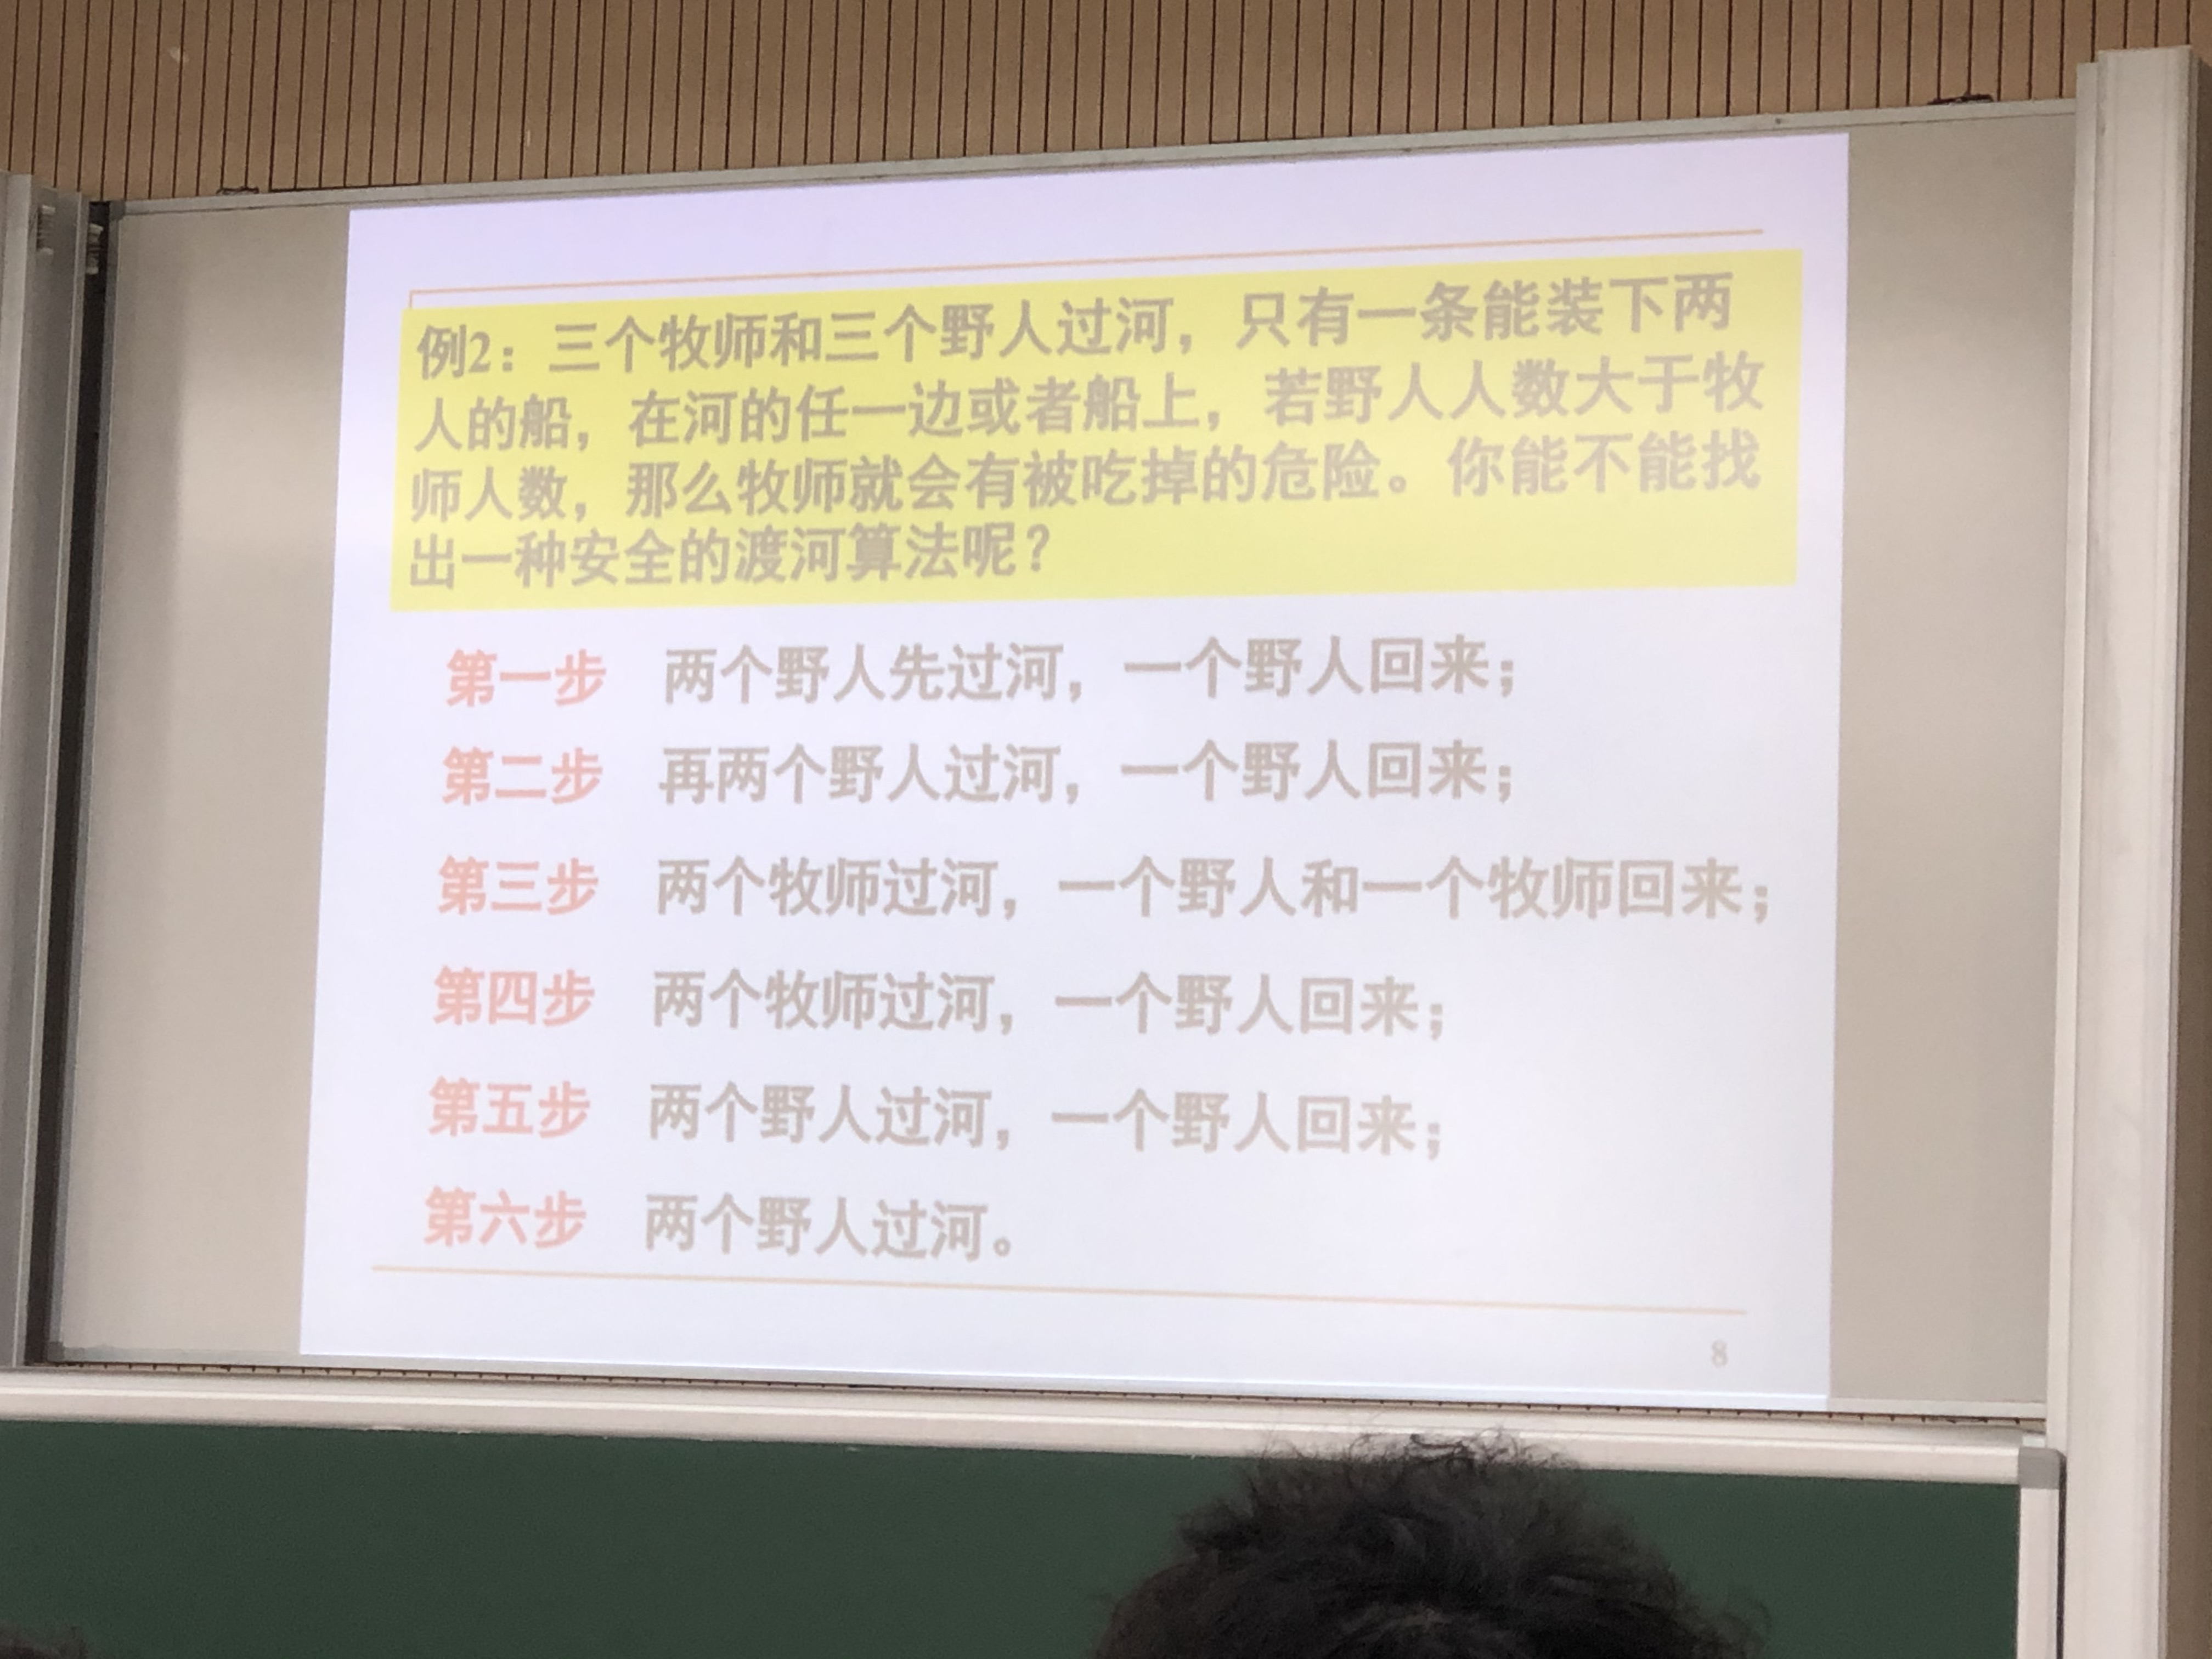 例2：三个牧师和三个野人过河，只有一条能装下两
人的船，在河的任一边或者船上，若野人人数大于牧
师人数，那么牧师就会有被吃掉的危险。你能不能找
出一种安全的渡河算法呢？
第一步 两个野人先过河，一个野人回来；
第二步 再两个野人过河，一个野人回来；
第三步 两个牧师过河，一个野人和一个牧师回来；
第四步 两个牧师过河，一个野人回来；
第五步 两个野人过河，一个野人回来；
第六步 两个野人过河。
8